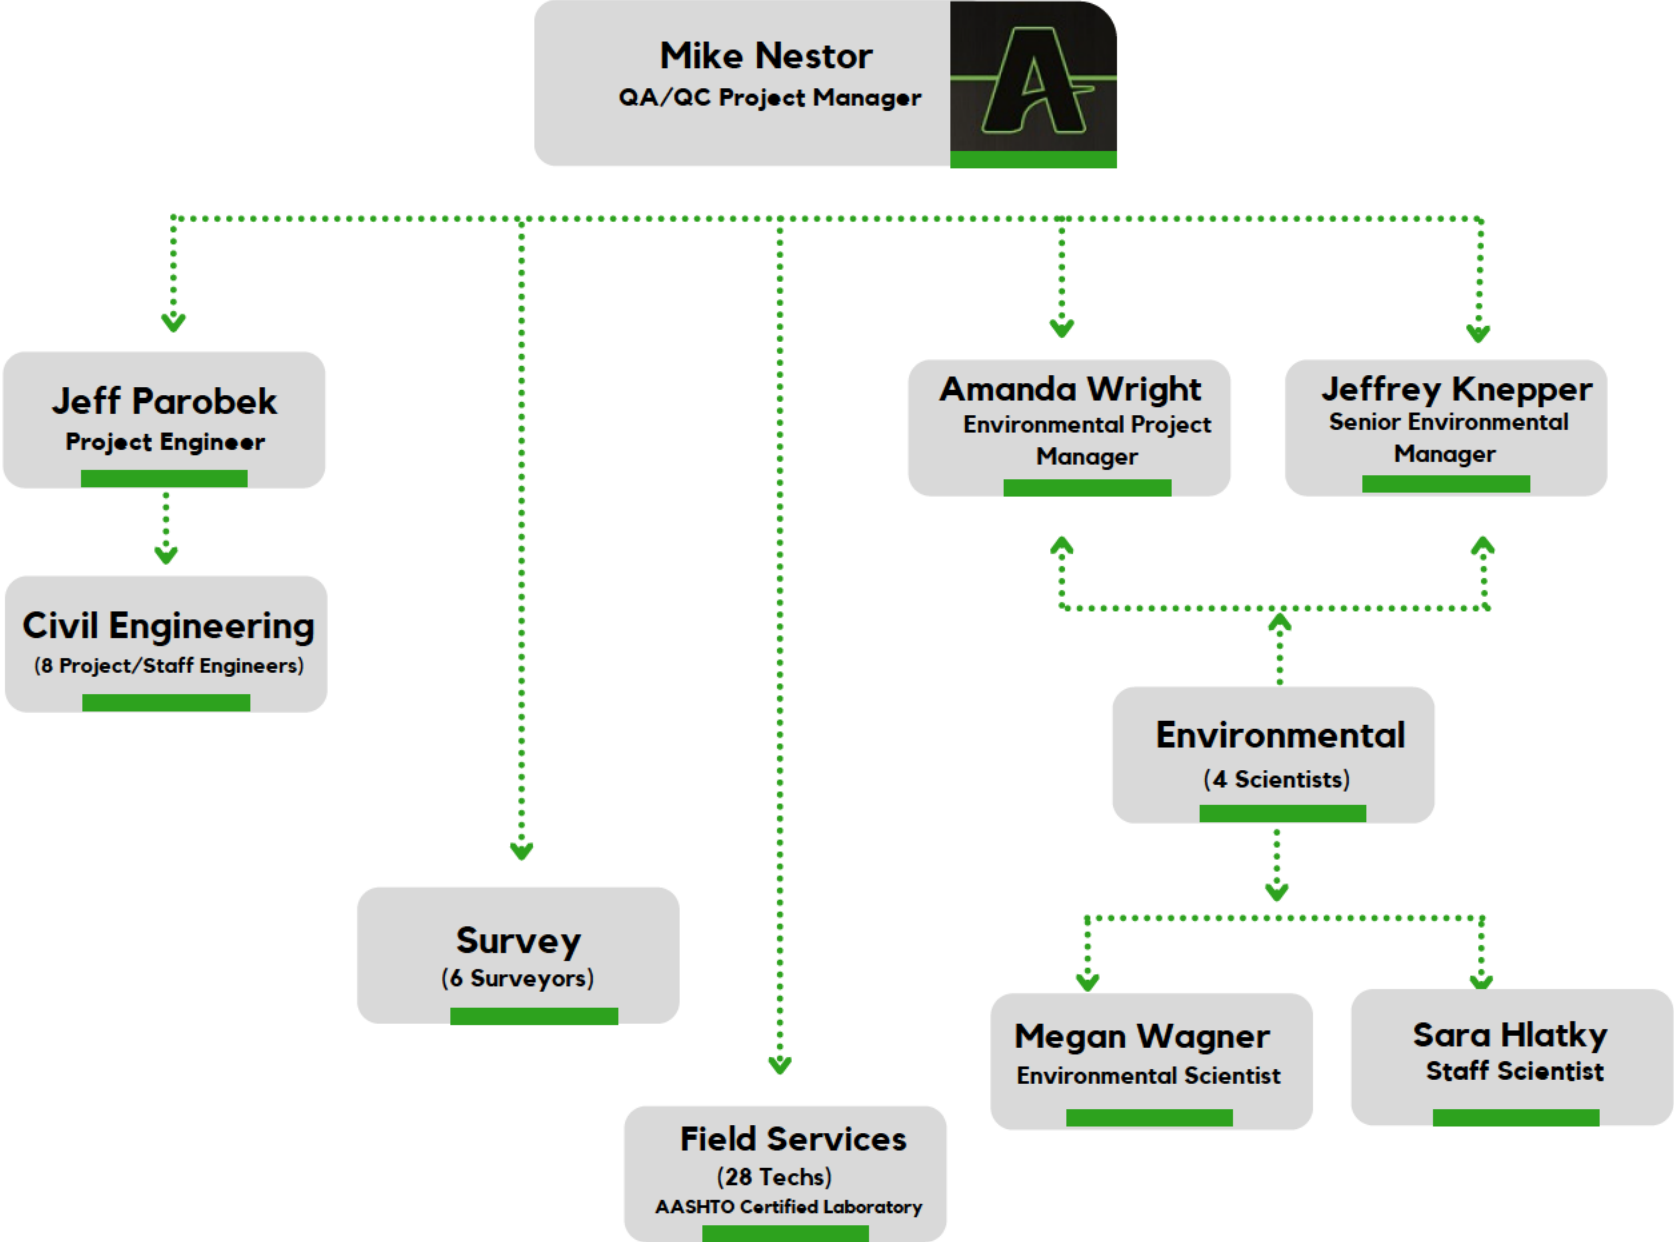 Mike Nestor
QA/QC Project Manager
A
Jeff Parobek
Project Engineer
Amanda Wright
Environmental Project
Manager
Jeffrey Knepper
Senior Environmental
Manager
Civil Engineering
(8 Project/Staff Engineers)
Environmental
(4 Scientists)
Survey
(6 Surveyors)
Megan Wagner
Environmental Scientist
Sara Hlatky
Staff Scientist
Field Services
(28 Techs)
AASHTO Certified Laboratory